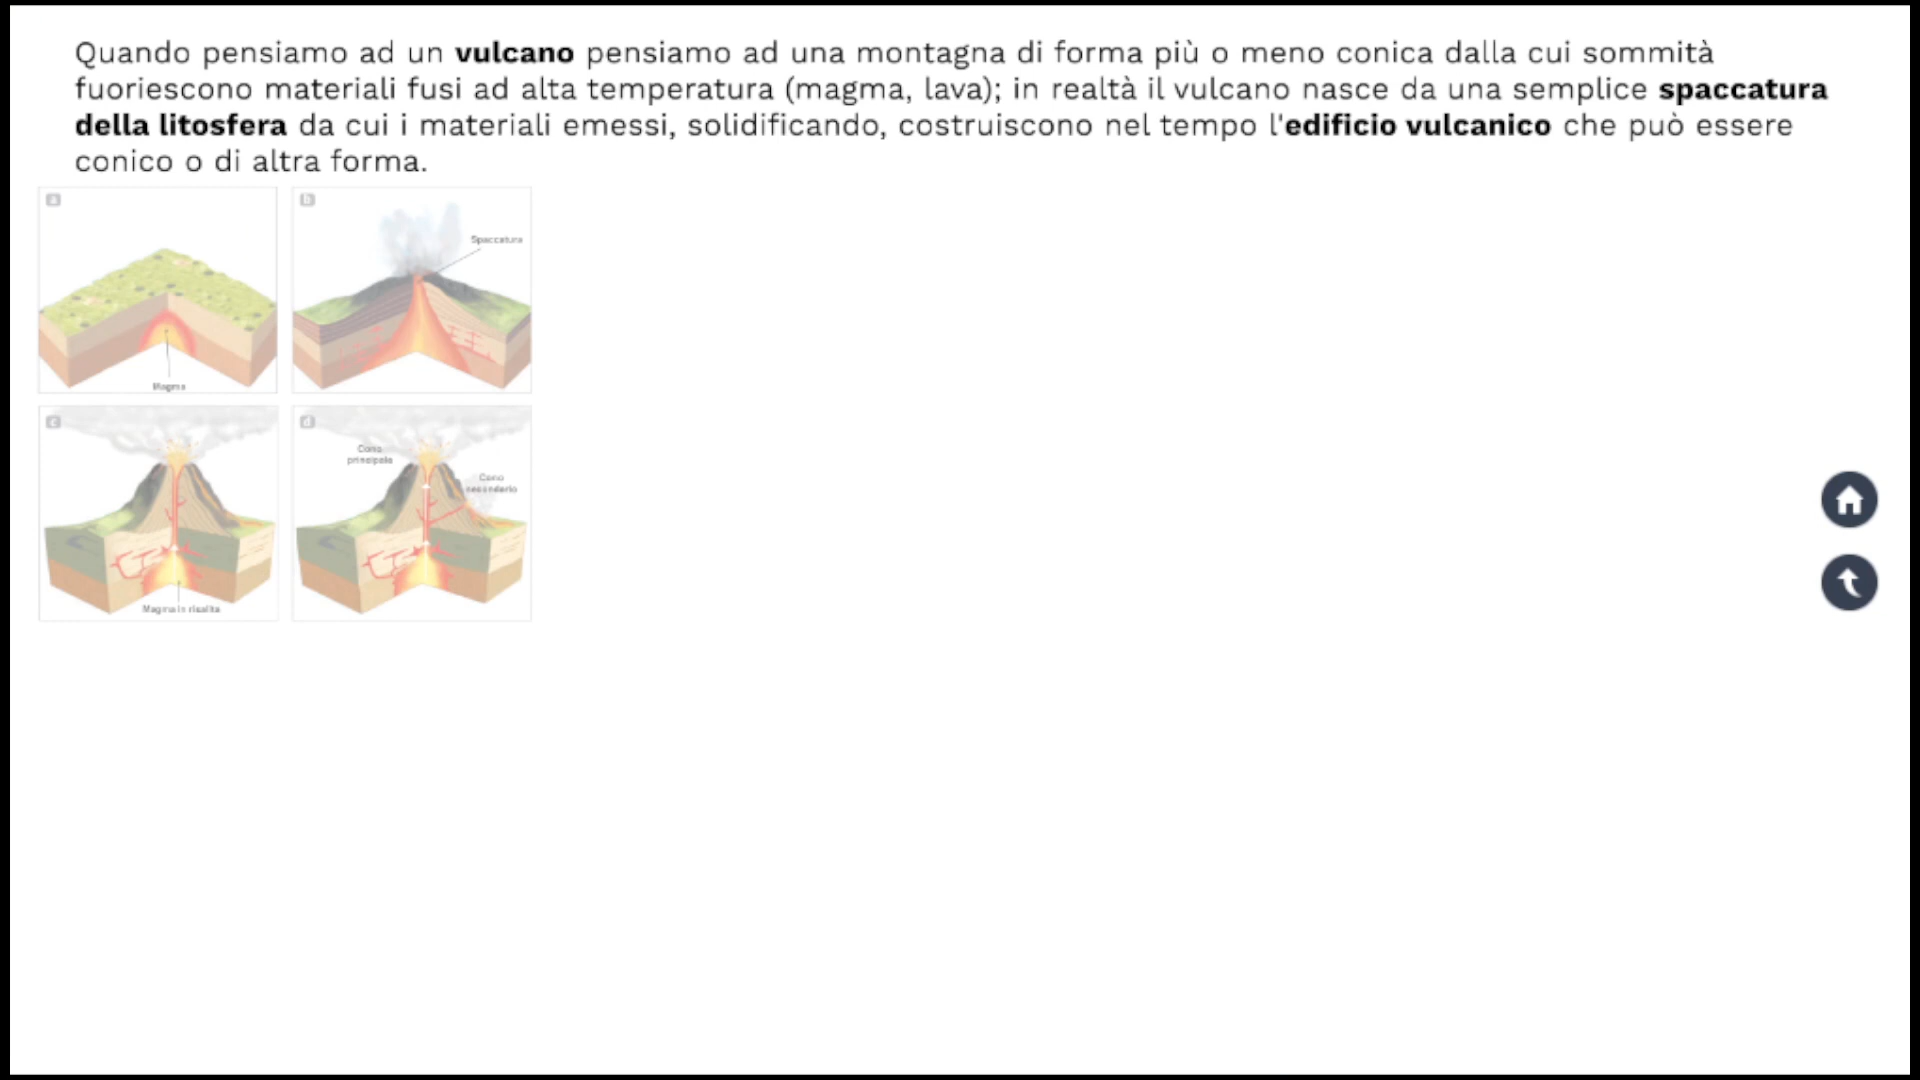 Quando pensiamo ad un vulcano pensiamo ad una montagna di forma più o meno conica dalla cui sommità
fuoriescono materiali fusi ad alta temperatura (magma, lava); in realtà il vulcano nasce da una semplice spaccatura
della litosfera da cui i materiali emessi, solidificando, costruiscono nel tempo l'edificio vulcanico che può essere
conico o di altra forma.
a
b
Spaccatura
Magma
c
d
Cono
principale
Cono
secondario
Magma in risalita